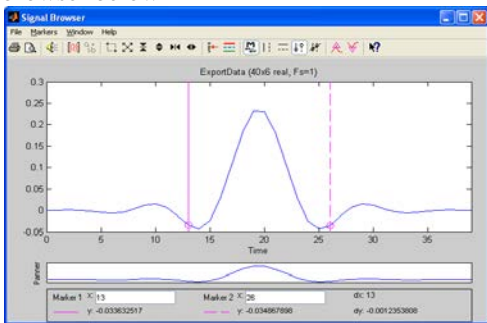 Signal Browser
File Markers Window Help
ExportData (40x6 real, Fs=1)
0.3
0.25
0.2
0.15
0.1
0.05
0
-0.05
0 5 10 15 20 25 30 35
Time
Panner
Marker 1 X: 13 Marker 2 X: 26 dx: 13
y: -0.033632517 y: -0.034867898 dy: -0.0012353808